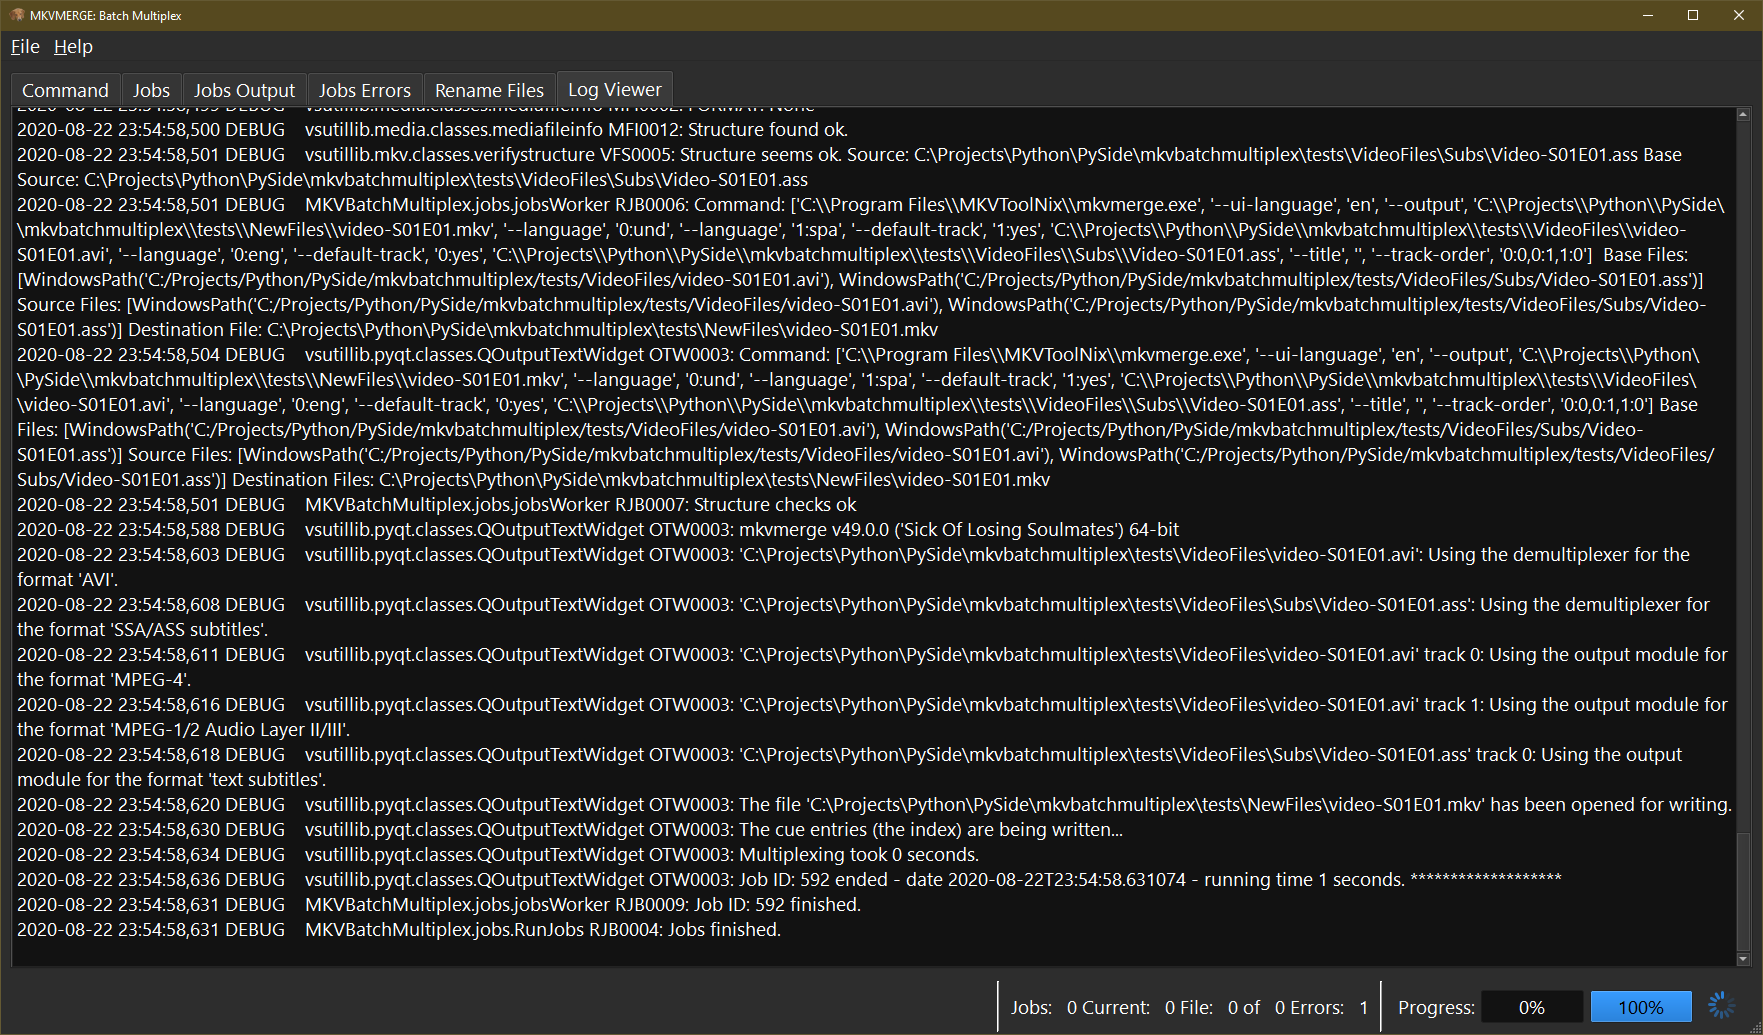 MKVMERGE: Batch Multiplex
File Help
Command Jobs Jobs Output Jobs Errors Rename Files Log Viewer
2020-08-22 23:54:58,499 DEBUG vsutillib.media.classes.mediafileinfo MFI0002: FORMAT: None
2020-08-22 23:54:58,500 DEBUG vsutillib.media.classes.mediafileinfo MFI0012: Structure found ok.
2020-08-22 23:54:58,501 DEBUG vsutillib.mkv.classes.verifystructure VFS0005: Structure seems ok. Source: C:\Projects\Python\PySide\mkvbatchmultiplex\tests\VideoFiles\Subs\Video-S01E01.ass Base
Source: C:\Projects\Python\PySide\mkvbatchmultiplex\tests\VideoFiles\Subs\Video-S01E01.ass
2020-08-22 23:54:58,501 DEBUG MKVBatchMultiplex.jobs.jobsWorker RJB0006: Command: ['C:\\Program Files\\MKVToolNix\\mkvmerge.exe', '--ui-language', 'en', '--output', 'C:\\Projects\\Python\\PySide\
\mkvbatchmultiplex\\tests\\NewFiles\\video-S01E01.mkv', '--language', '0:und', '--language', '1:spa', '--default-track', '1:yes', 'C:\\Projects\\Python\\PySide\\mkvbatchmultiplex\\tests\\VideoFiles\\video-
S01E01.avi', '--language', '0:eng', '--default-track', '0:yes', 'C:\\Projects\\Python\\PySide\\mkvbatchmultiplex\\tests\\VideoFiles\\Subs\\Video-S01E01.ass', '--title', '', '--track-order', '0:0,0:1,1:0'] Base Files:
[WindowsPath('C:/Projects/Python/PySide/mkvbatchmultiplex/tests/VideoFiles/video-S01E01.avi'), WindowsPath('C:/Projects/Python/PySide/mkvbatchmultiplex/tests/VideoFiles/Subs/Video-S01E01.ass')]
Source Files: [WindowsPath('C:/Projects/Python/PySide/mkvbatchmultiplex/tests/VideoFiles/video-S01E01.avi'), WindowsPath('C:/Projects/Python/PySide/mkvbatchmultiplex/tests/VideoFiles/Subs/Video-
S01E01.ass')] Destination File: C:\Projects\Python\PySide\mkvbatchmultiplex\tests\NewFiles\video-S01E01.mkv
2020-08-22 23:54:58,504 DEBUG vsutillib.pyqt.classes.QOutputTextWidget OTW0003: Command: ['C:\\Program Files\\MKVToolNix\\mkvmerge.exe', '--ui-language', 'en', '--output', 'C:\\Projects\\Python\
\PySide\\mkvbatchmultiplex\\tests\\NewFiles\\video-S01E01.mkv', '--language', '0:und', '--language', '1:spa', '--default-track', '1:yes', 'C:\\Projects\\Python\\PySide\\mkvbatchmultiplex\\tests\\VideoFiles\
\video-S01E01.avi', '--language', '0:eng', '--default-track', '0:yes', 'C:\\Projects\\Python\\PySide\\mkvbatchmultiplex\\tests\\VideoFiles\\Subs\\Video-S01E01.ass', '--title', '', '--track-order', '0:0,0:1,1:0'] Base
Files: [WindowsPath('C:/Projects/Python/PySide/mkvbatchmultiplex/tests/VideoFiles/video-S01E01.avi'), WindowsPath('C:/Projects/Python/PySide/mkvbatchmultiplex/tests/VideoFiles/Subs/Video-
S01E01.ass')] Source Files: [WindowsPath('C:/Projects/Python/PySide/mkvbatchmultiplex/tests/VideoFiles/video-S01E01.avi'), WindowsPath('C:/Projects/Python/PySide/mkvbatchmultiplex/tests/VideoFiles/
Subs/Video-S01E01.ass')] Destination Files: C:\Projects\Python\PySide\mkvbatchmultiplex\tests\NewFiles\video-S01E01.mkv
2020-08-22 23:54:58,501 DEBUG MKVBatchMultiplex.jobs.jobsWorker RJB0007: Structure checks ok
2020-08-22 23:54:58,588 DEBUG vsutillib.pyqt.classes.QOutputTextWidget OTW0003: mkvmerge v49.0.0 ('Sick Of Losing Soulmates') 64-bit
2020-08-22 23:54:58,603 DEBUG vsutillib.pyqt.classes.QOutputTextWidget OTW0003: 'C:\Projects\Python\PySide\mkvbatchmultiplex\tests\VideoFiles\video-S01E01.avi': Using the demultiplexer for the
format 'AVI'.
2020-08-22 23:54:58,608 DEBUG vsutillib.pyqt.classes.QOutputTextWidget OTW0003: 'C:\Projects\Python\PySide\mkvbatchmultiplex\tests\VideoFiles\Subs\Video-S01E01.ass': Using the demultiplexer for
the format 'SSA/ASS subtitles'.
2020-08-22 23:54:58,611 DEBUG vsutillib.pyqt.classes.QOutputTextWidget OTW0003: 'C:\Projects\Python\PySide\mkvbatchmultiplex\tests\VideoFiles\video-S01E01.avi' track 0: Using the output module for
the format 'MPEG-4'.
2020-08-22 23:54:58,616 DEBUG vsutillib.pyqt.classes.QOutputTextWidget OTW0003: 'C:\Projects\Python\PySide\mkvbatchmultiplex\tests\VideoFiles\video-S01E01.avi' track 1: Using the output module for
the format 'MPEG-1/2 Audio Layer II/III'.
2020-08-22 23:54:58,618 DEBUG vsutillib.pyqt.classes.QOutputTextWidget OTW0003: 'C:\Projects\Python\PySide\mkvbatchmultiplex\tests\VideoFiles\Subs\Video-S01E01.ass' track 0: Using the output
module for the format 'text subtitles'.
2020-08-22 23:54:58,620 DEBUG vsutillib.pyqt.classes.QOutputTextWidget OTW0003: The file 'C:\Projects\Python\PySide\mkvbatchmultiplex\tests\NewFiles\video-S01E01.mkv' has been opened for writing.
2020-08-22 23:54:58,630 DEBUG vsutillib.pyqt.classes.QOutputTextWidget OTW0003: The cue entries (the index) are being written...
2020-08-22 23:54:58,634 DEBUG vsutillib.pyqt.classes.QOutputTextWidget OTW0003: Multiplexing took 0 seconds.
2020-08-22 23:54:58,636 DEBUG vsutillib.pyqt.classes.QOutputTextWidget OTW0003: Job ID: 592 ended - date 2020-08-22T23:54:58.631074 - running time 1 seconds. *******************
2020-08-22 23:54:58,631 DEBUG MKVBatchMultiplex.jobs.jobsWorker RJB0009: Job ID: 592 finished.
2020-08-22 23:54:58,631 DEBUG MKVBatchMultiplex.jobs.RunJobs RJB0004: Jobs finished.
Jobs: 0 Current: 0 File: 0 of 0 Errors: 1 Progress: 0% 100%